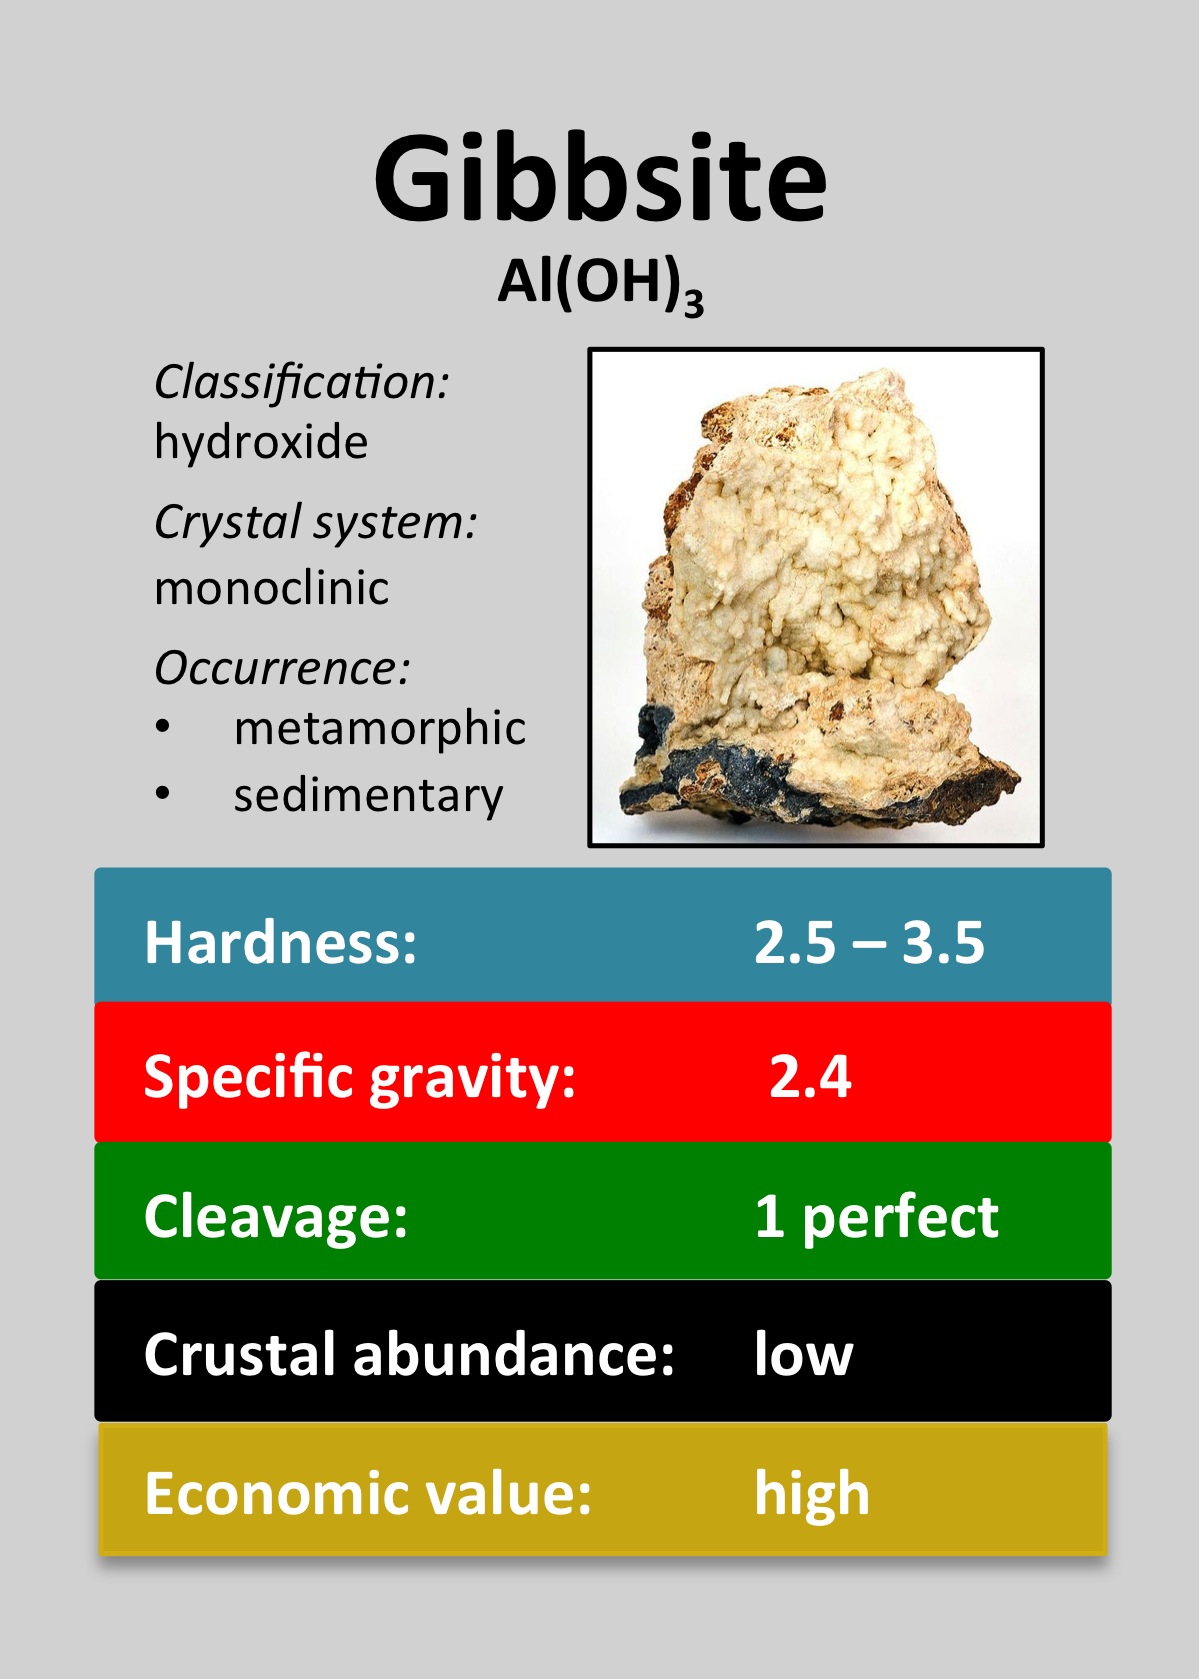 Gibbsite
Al(OH)₃
Classification:
hydroxide
Crystal system:
monoclinic
Occurrence:
• metamorphic
• sedimentary
Hardness: 2.5 – 3.5
Specific gravity: 2.4
Cleavage: 1 perfect
Crustal abundance: low
Economic value: high